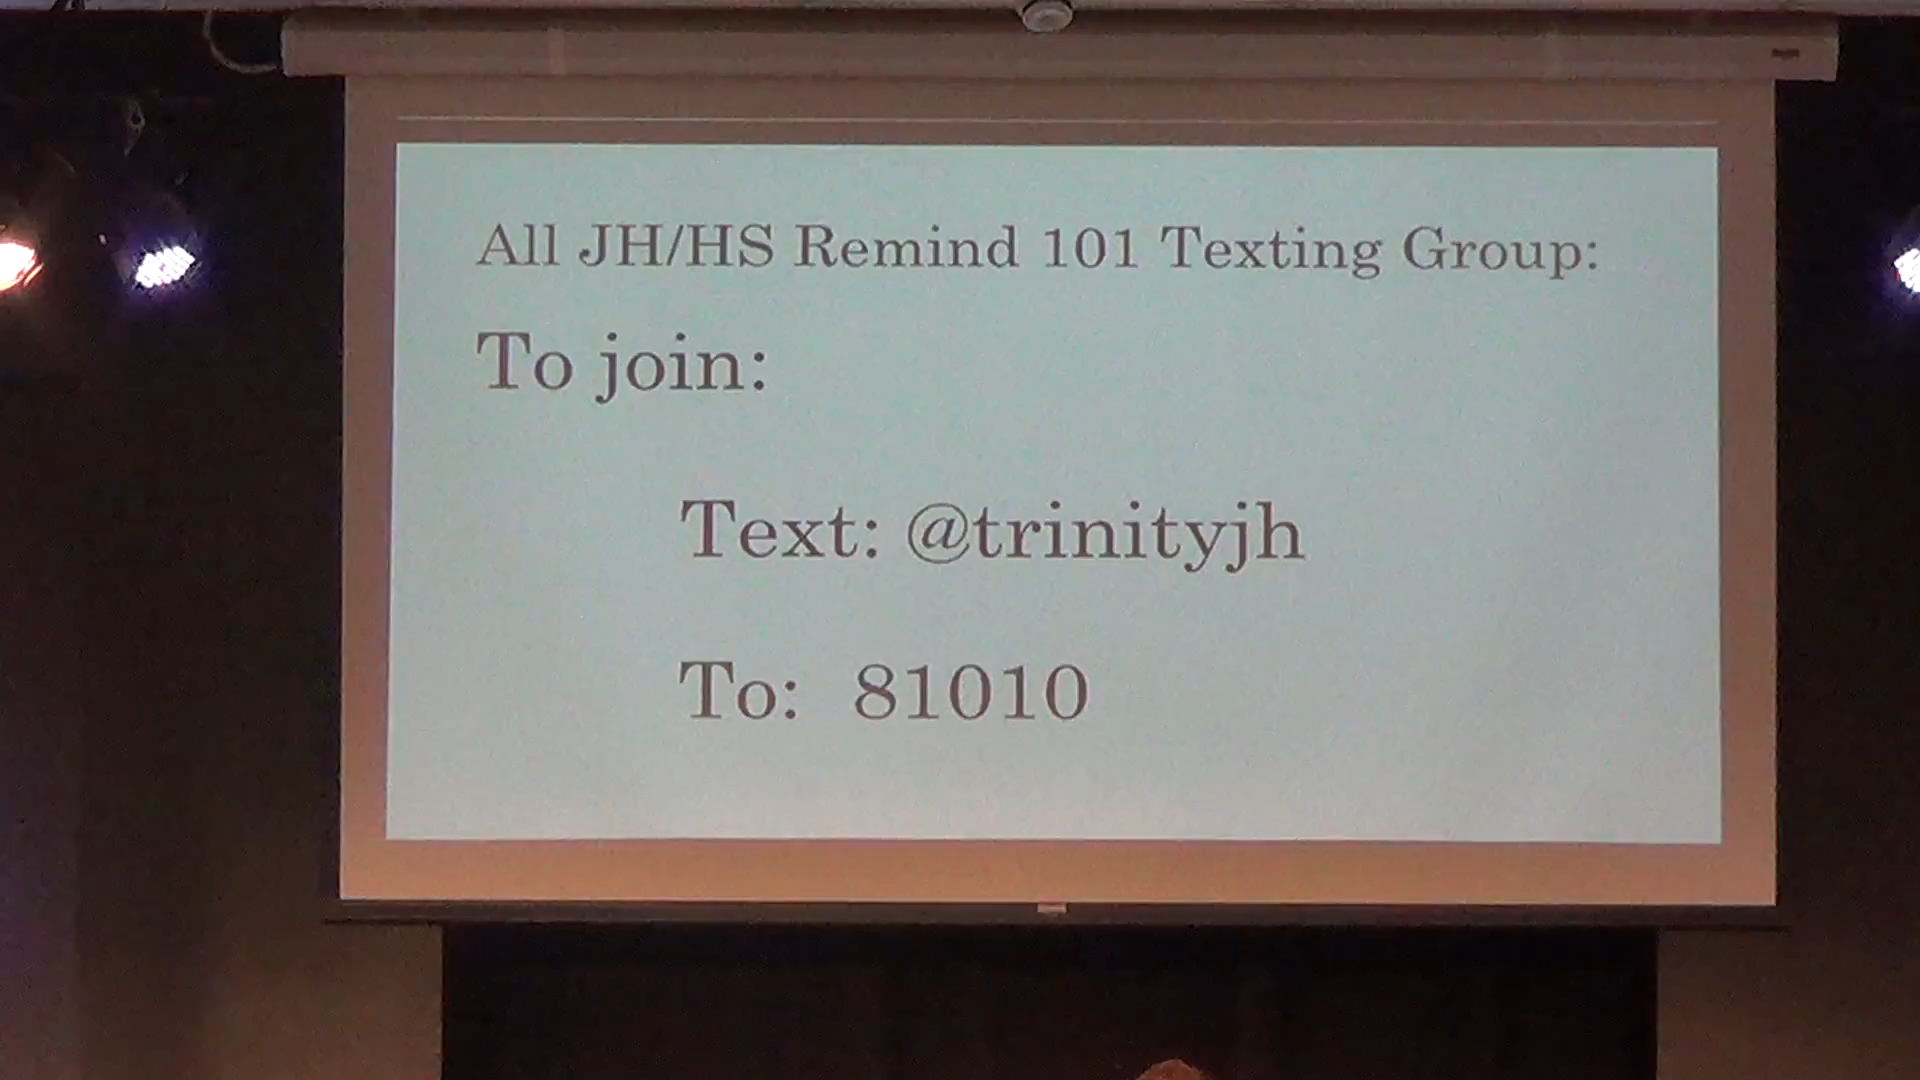 All JH/HS Remind 101 Texting Group:
To join:
Text: @trinityjh
To: 81010